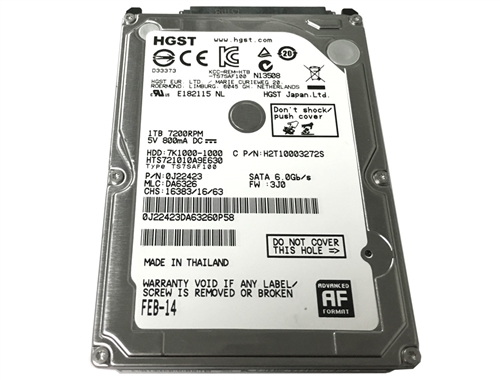 HGST
www.hgst.com
CE
20
D33373
KCC-REM-HTB
-TS7SAF100
N13508
HGST EUR LTD / MARIE CURIEWEG 20
ROERMOND, LIMBURG, 6045 GH, NETHERLANDS
E182115 NL
HGST Japan,Ltd.
Don't shock/
push cover
1TB 7200RPM
5V 800mA DC
HDD:7K1000-1000
C P/N:H2T10003272S
HTS721010A9E630
Type TS7SAF100
P/N:0J22423
SATA 6.0Gb/s
MLC:DA6326
FW :3J0
CHS:16383/16/63
0J22423DA63260P58
DO NOT COVER
THIS HOLE =>
MADE IN THAILAND
WARRANTY VOID IF ANY LABEL/
SCREW IS REMOVED OR BROKEN
FEB-14
ADVANCED
AF
FORMAT